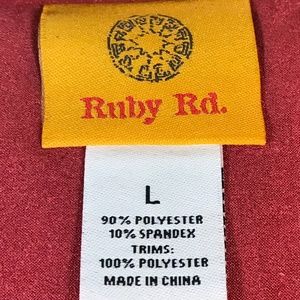 Ruby Rd.
L
90% POLYESTER
10% SPANDEX
TRIMS:
100% POLYESTER
MADE IN CHINA